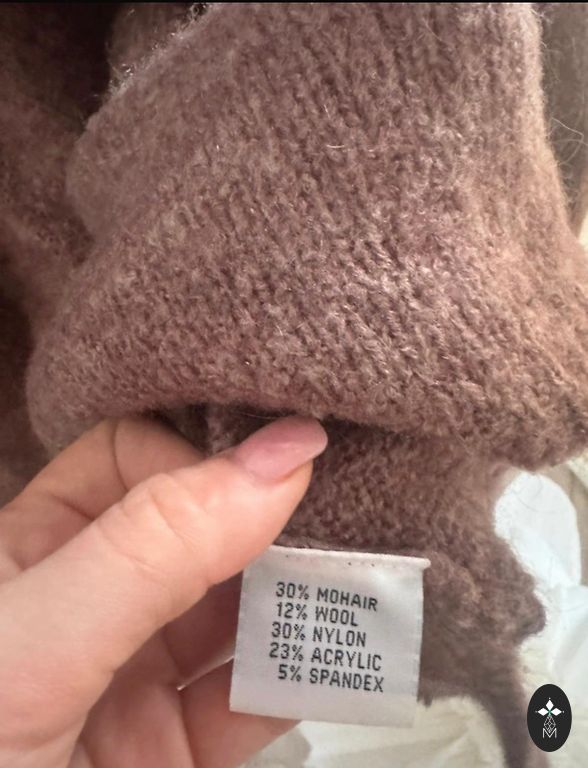 30% MOHAIR
12% WOOL
30% NYLON
23% ACRYLIC
5% SPANDEX
M